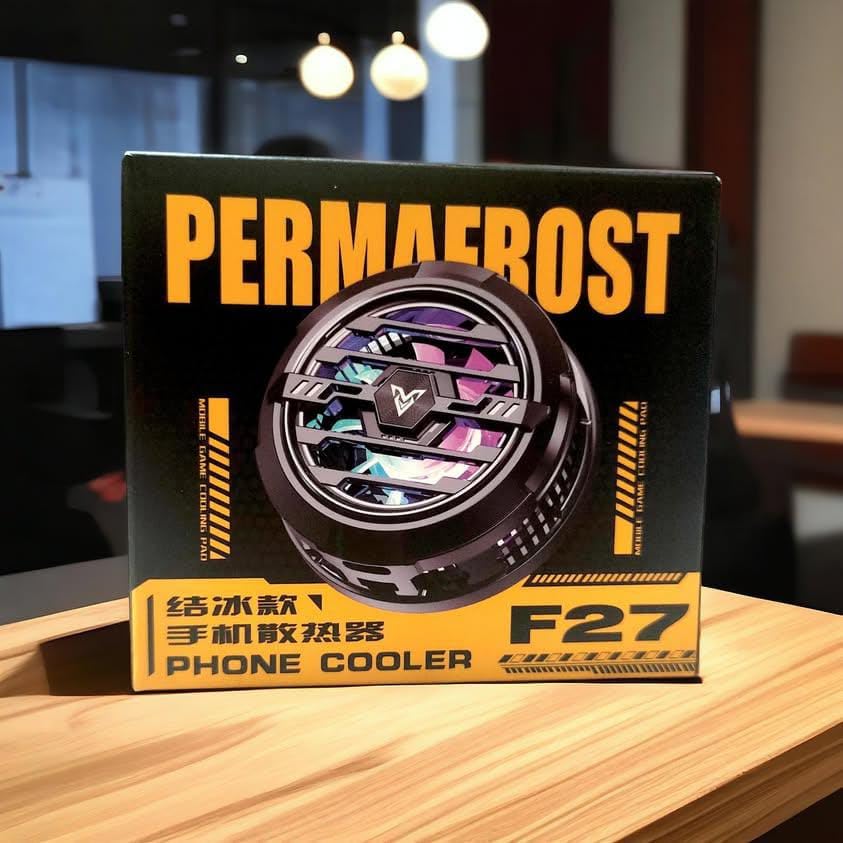 PERMAFROST
MOBILE GAME COOLING PAD
MOBILE GAME COOLING PAD
结冰款
手机散热器
PHONE COOLER
F27